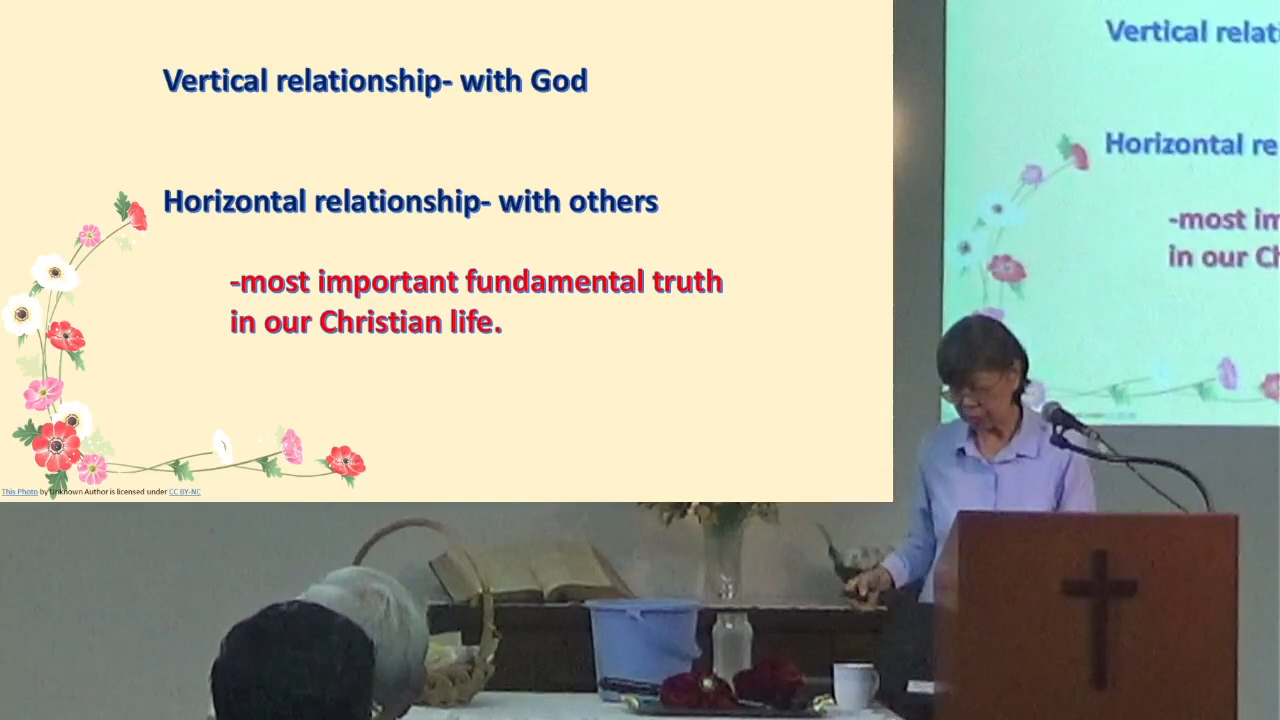 Vertical relationship- with God
Horizontal relationship- with others
-most important fundamental truth
in our Christian life.
This Photo by Unknown Author is licensed under CC BY-NC
Vertical relati
Horizontal re
-most im
in our Ch